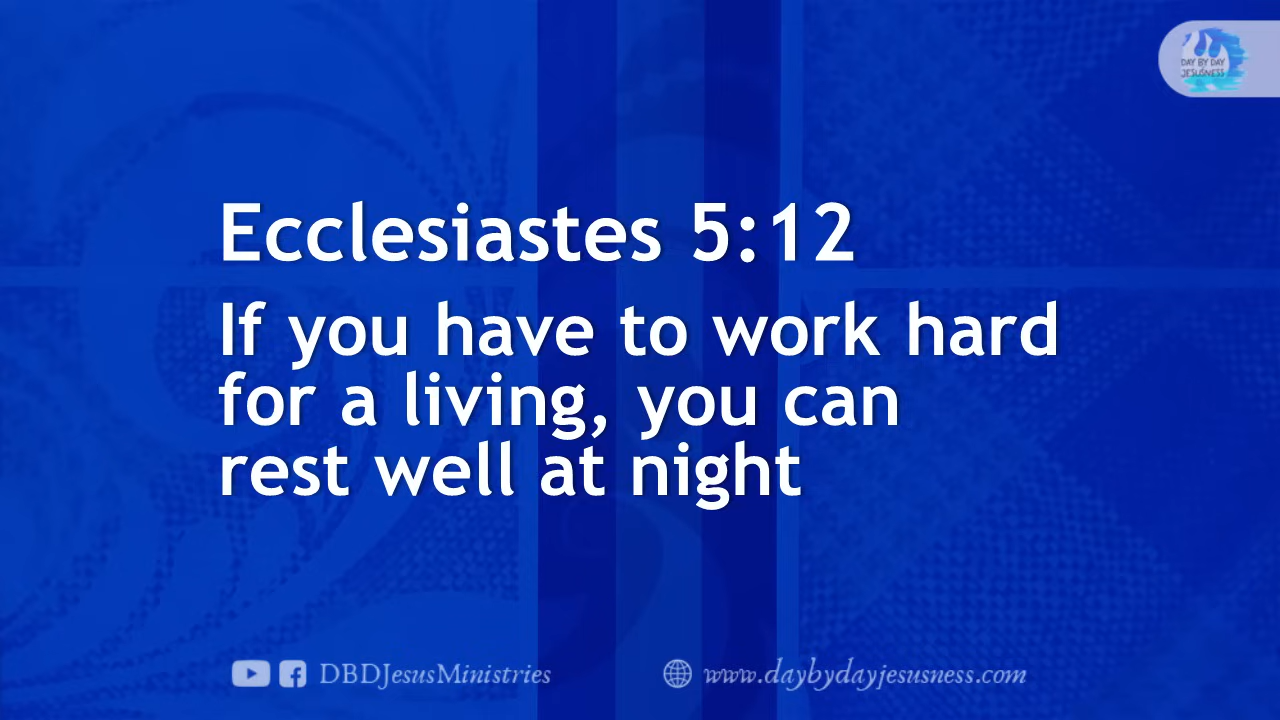 DAY BY DAY
JESUSNESS
Ecclesiastes 5:12
If you have to work hard
for a living, you can
rest well at night
DBDJesusMinistries
www.daybydayjesusness.com